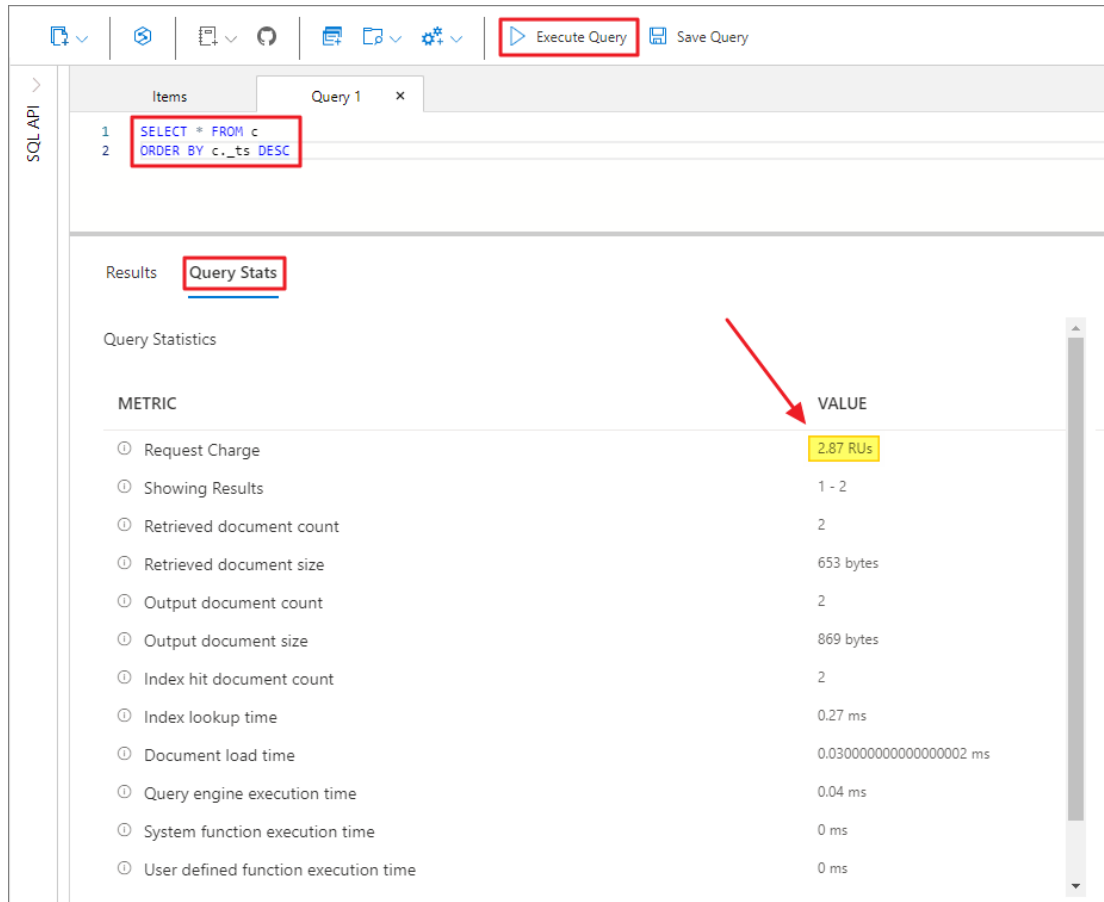 Execute Query Save Query
SQL API
Items Query 1 ×
1 SELECT * FROM c
2 ORDER BY c._ts DESC
Results Query Stats
Query Statistics
METRIC VALUE
Request Charge 2.87 RUs
Showing Results 1 - 2
Retrieved document count 2
Retrieved document size 653 bytes
Output document count 2
Output document size 869 bytes
Index hit document count 2
Index lookup time 0.27 ms
Document load time 0.030000000000000002 ms
Query engine execution time 0.04 ms
System function execution time 0 ms
User defined function execution time 0 ms